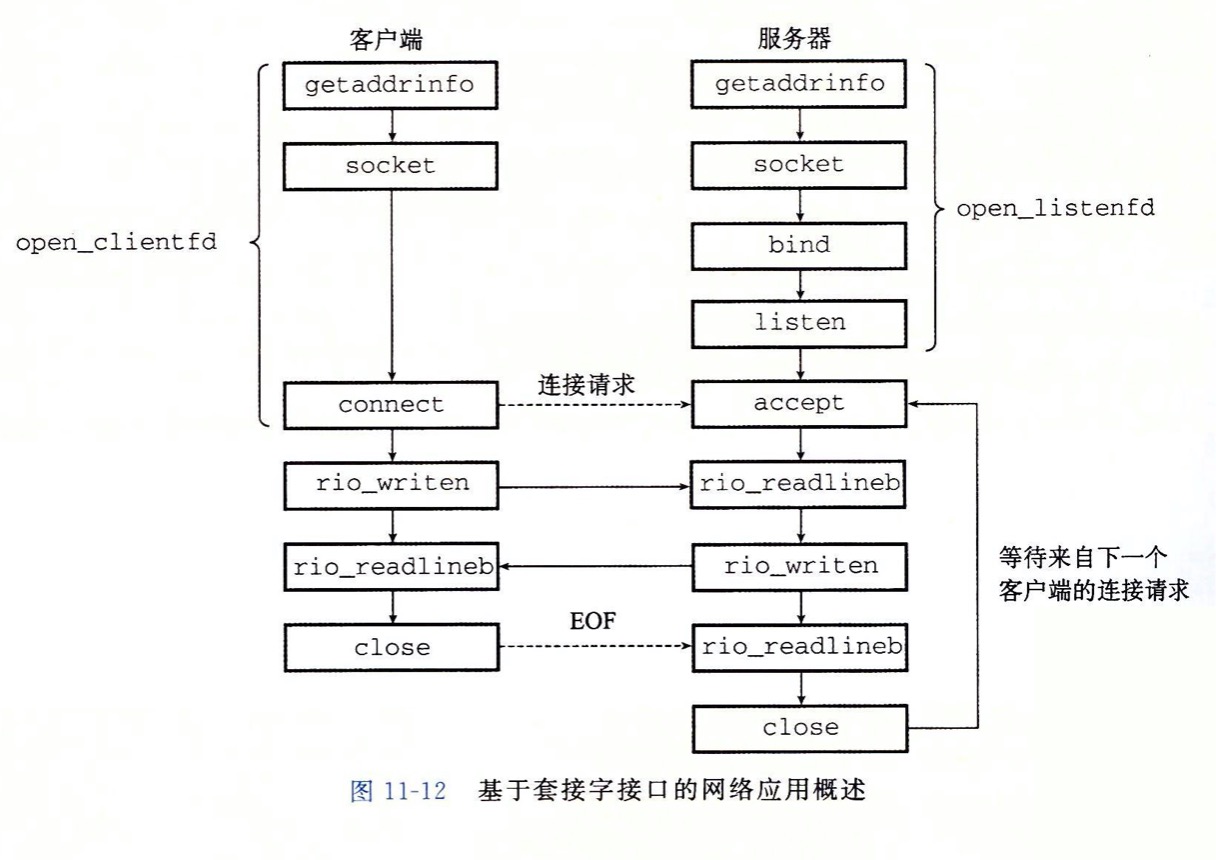 客户端
服务器
getaddrinfo
getaddrinfo
socket
socket
open_clientfd
open_listenfd
bind
listen
connect
连接请求
accept
rio_writen
rio_readlineb
rio_readlineb
rio_writen
等待来自下一个
客户端的连接请求
close
EOF
rio_readlineb
close
图 11-12 基于套接字接口的网络应用概述